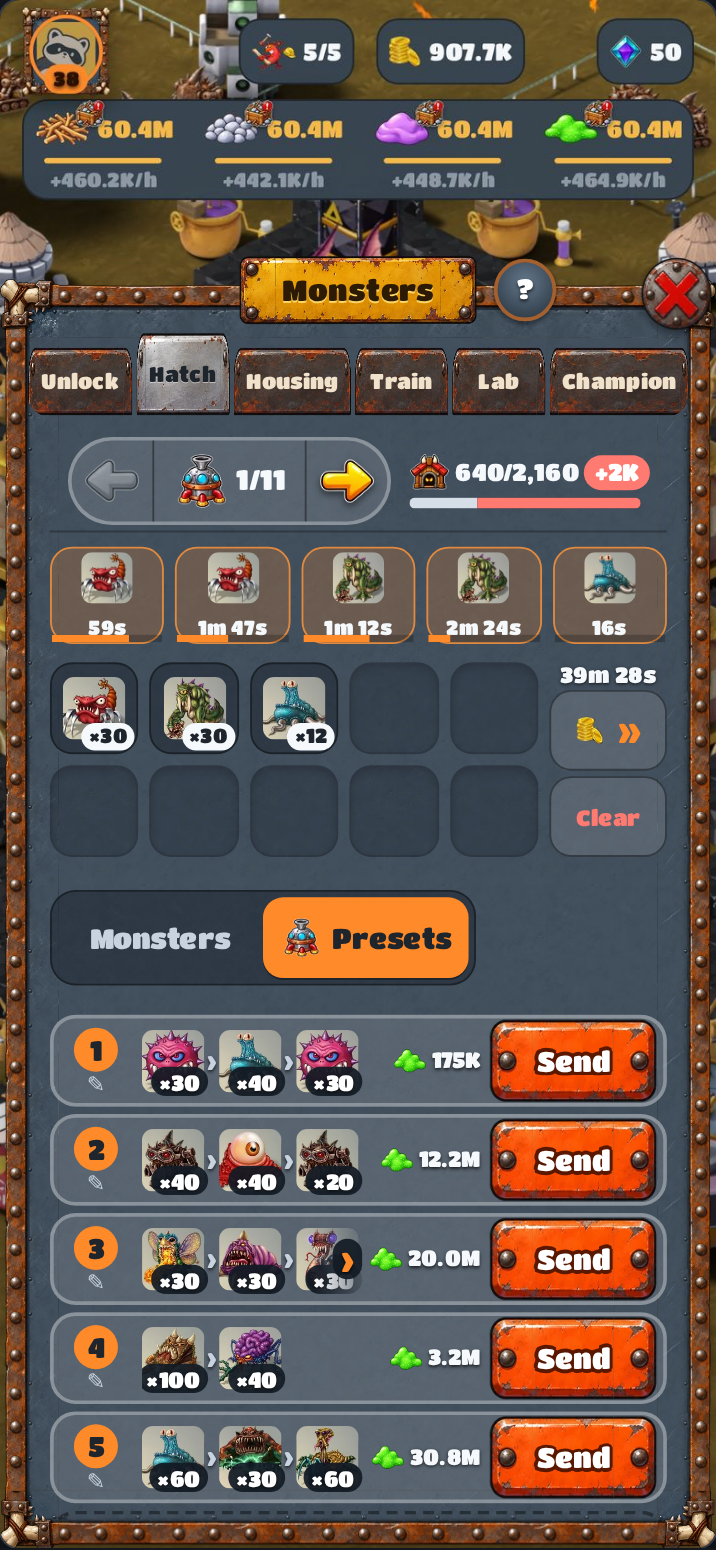 38
5/5
907.7K
50
60.4M
60.4M
60.4M
60.4M
+460.2K/h
+442.1K/h
+448.7K/h
+464.9K/h
Monsters
?
Unlock
Hatch
Housing
Train
Lab
Champion
1/11
640/2,160
+2K
59s
1m 47s
1m 12s
2m 24s
16s
39m 28s
×30
×30
×12
Clear
Monsters
Presets
1
×30
×40
×30
175K
Send
2
×40
×40
×20
12.2M
Send
3
×30
×30
×30
20.0M
Send
4
×100
×40
3.2M
Send
5
×60
×30
×60
30.8M
Send